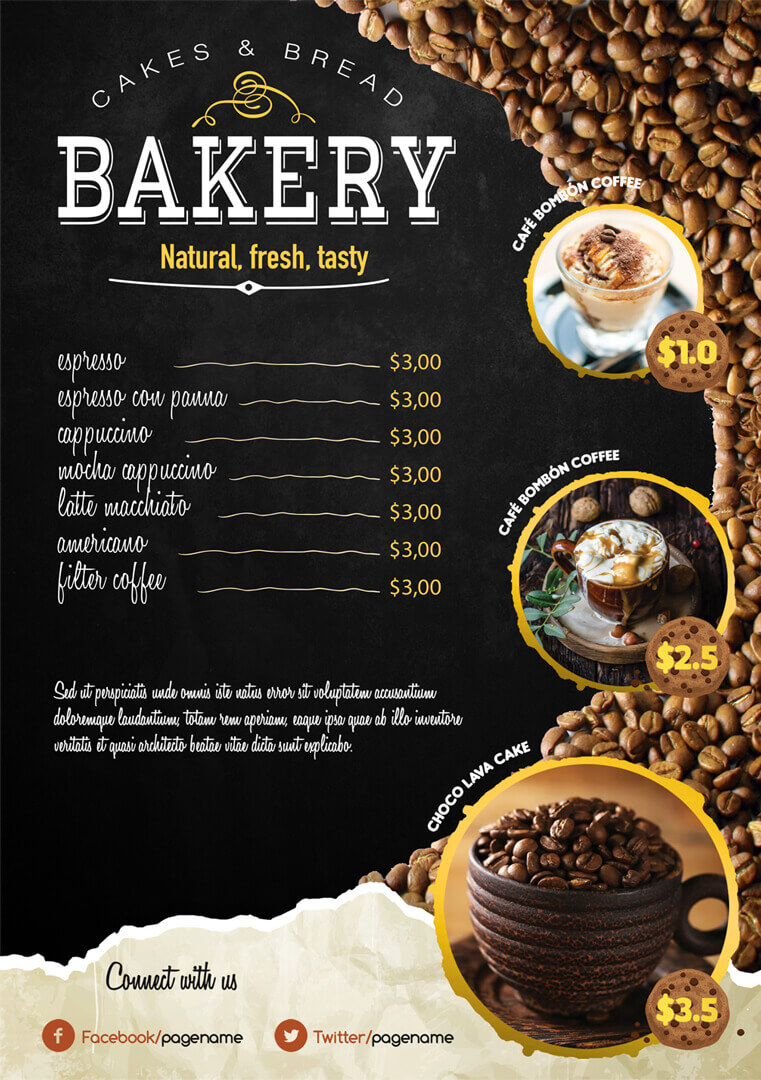 CAKES & BREAD
BAKERY
Natural, fresh, tasty
espresso $3,00
espresso con panna $3,00
cappuccino $3,00
mocha cappuccino $3,00
latte macchiato $3,00
americano $3,00
filter coffee $3,00
Sed ut perspiciatis unde omnis iste natus error sit voluptatem accusantium
doloremque laudantium, totam rem aperiam, eaque ipsa quae ab illo inventore
veritatis et quasi architecto beatae vitae dicta sunt explicabo.
CAFÉ BOMBÓN COFFEE
$1.0
CAFÉ BOMBÓN COFFEE
$2.5
CHOCO LAVA CAKE
$3.5
Connect with us
f Facebook/pagename Twitter/pagename